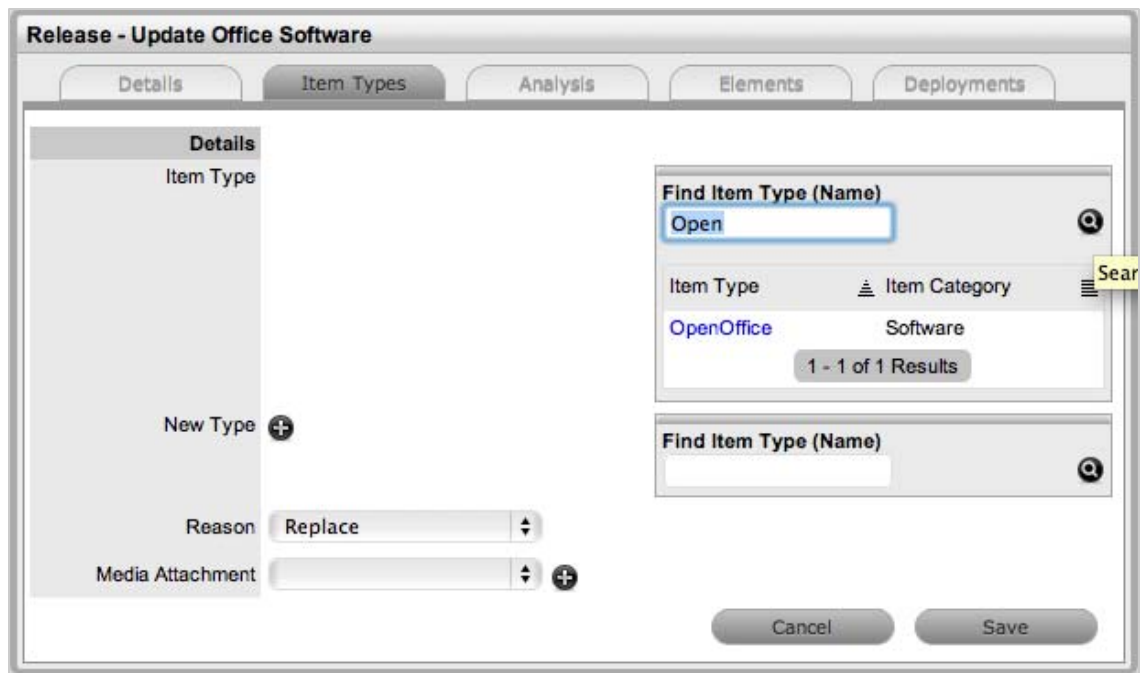 Release - Update Office Software
Details Item Types Analysis Elements Deployments
Details
Item Type
Find Item Type (Name)
Open
Sear
Item Type Item Category
OpenOffice Software
1 - 1 of 1 Results
New Type
Find Item Type (Name)
Reason Replace
Media Attachment
Cancel Save